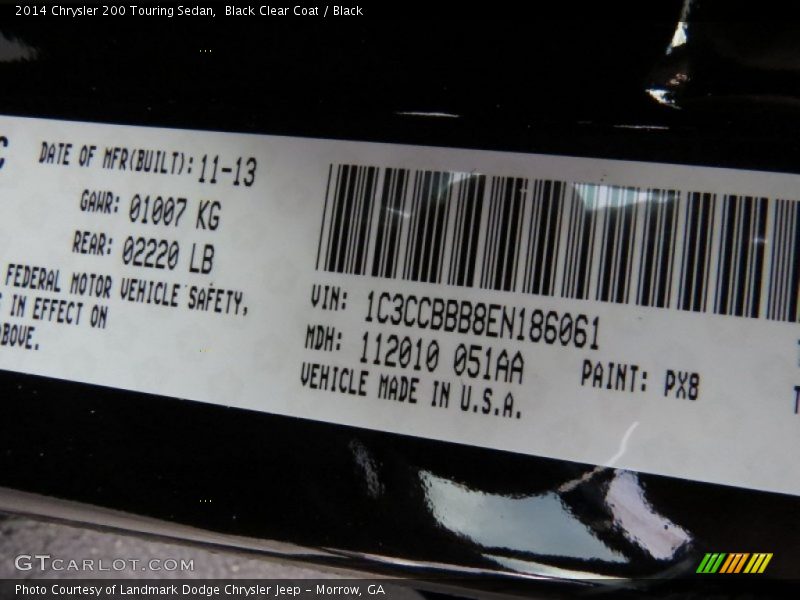 2014 Chrysler 200 Touring Sedan,  Black Clear Coat / Black
DATE OF MFR(BUILT): 11-13
GAWR: 01007 KG
REAR: 02220 LB
FEDERAL MOTOR VEHICLE SAFETY,
IN EFFECT ON
VIN: 1C3CCBBB8EN186061
MDH: 112010 051AA
PAINT: PX8
VEHICLE MADE IN U.S.A.
GTCARLOT.COM
Photo Courtesy of Landmark Dodge Chrysler Jeep - Morrow, GA